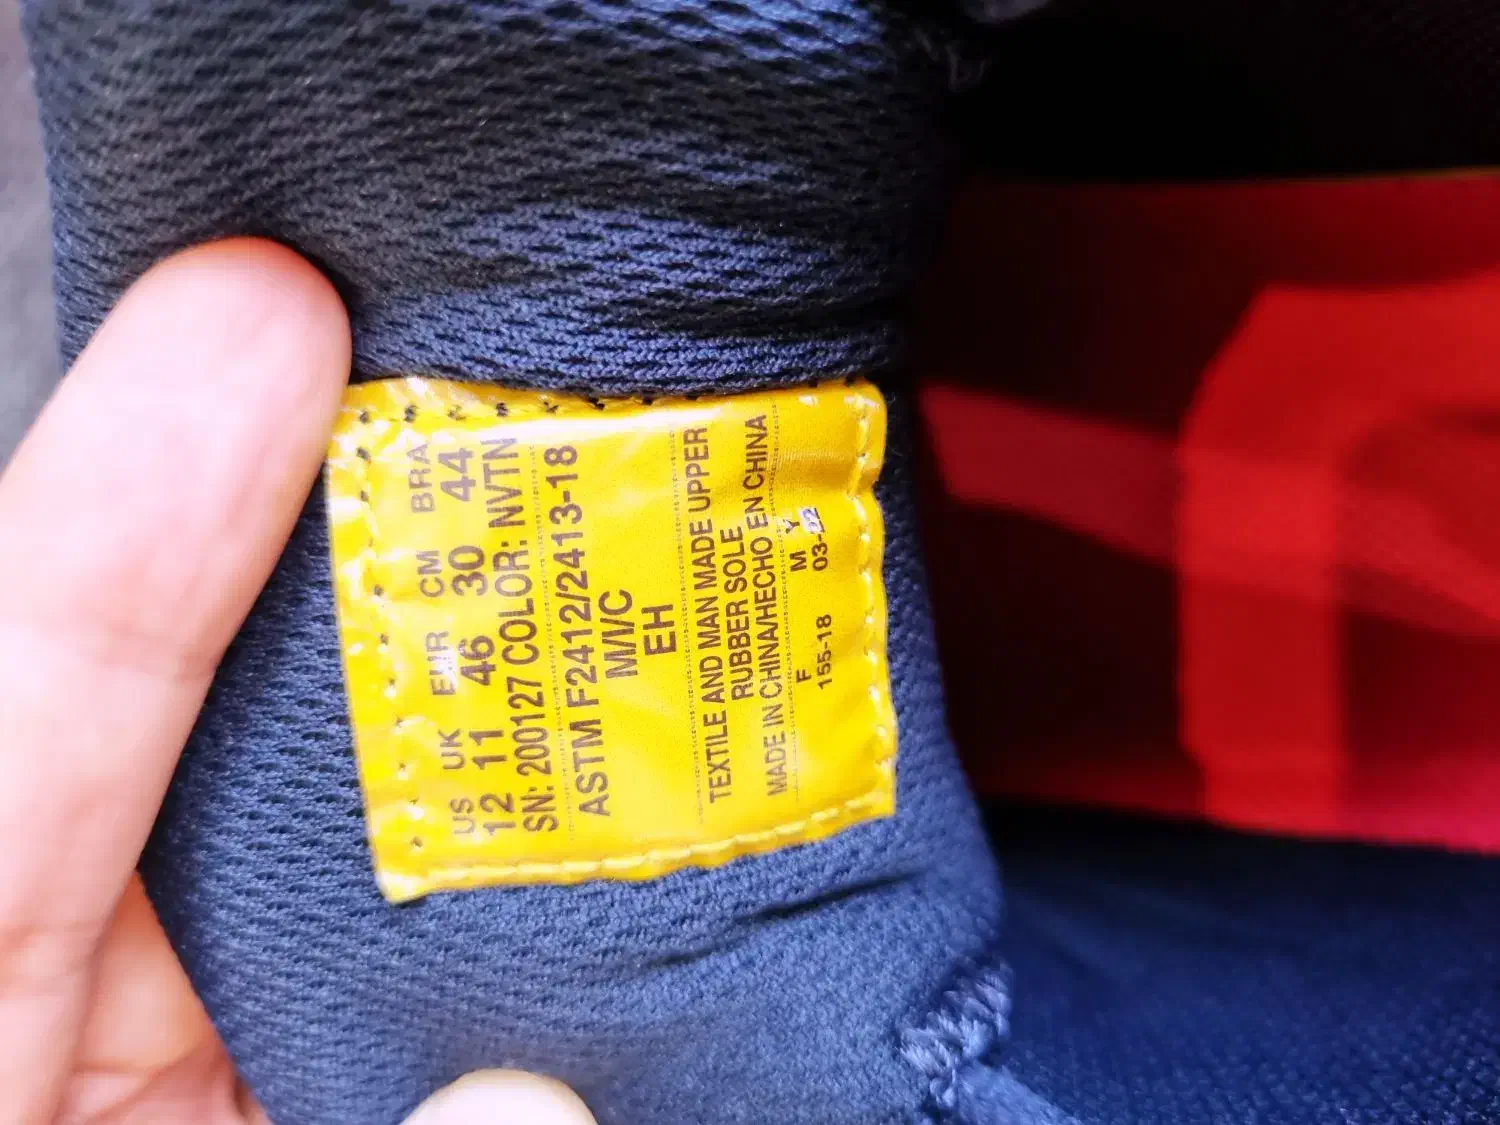 US UK EUR CM BRA
12 11 46 30 44
SN: 200127 COLOR: NVTN
ASTM F2412/2413-18
M/I/C
EH
TEXTILE AND MAN MADE UPPER
RUBBER SOLE
MADE IN CHINA/HECHO EN CHINA
F M Y
155-18 03-22